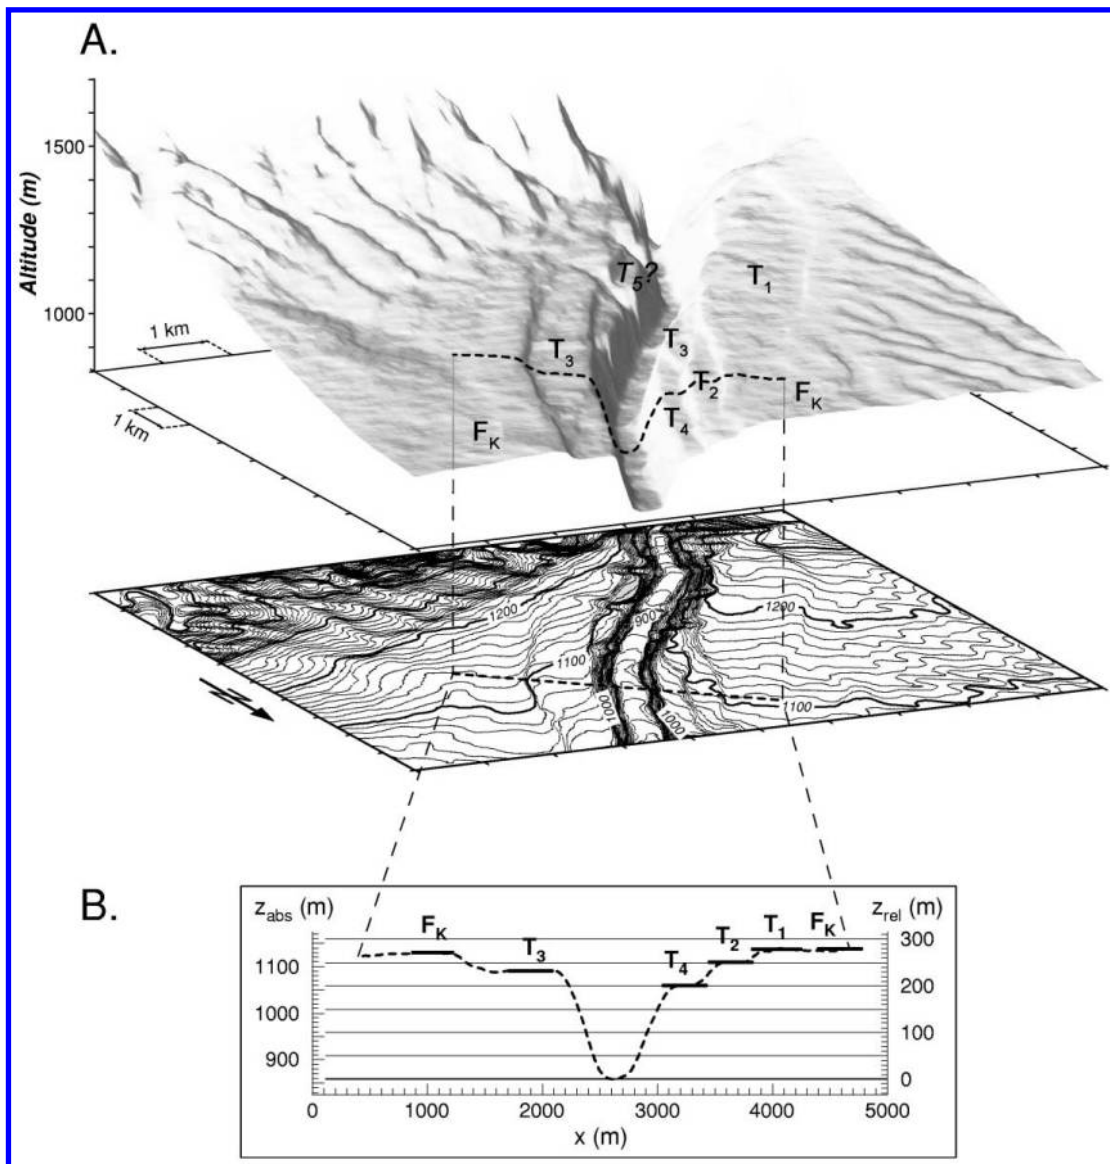 A.
1500
1000
Altitude (m)
1 km
1 km
T5?
T1
T3
T3
T2
T4
FK
FK
1200
900
1200
1100
1000
1000
1100
N
B.
zabs (m)
zrel (m)
FK
T3
T4
T2
T1
FK
1100
1000
900
300
200
100
0
0
1000
2000
3000
4000
5000
x (m)